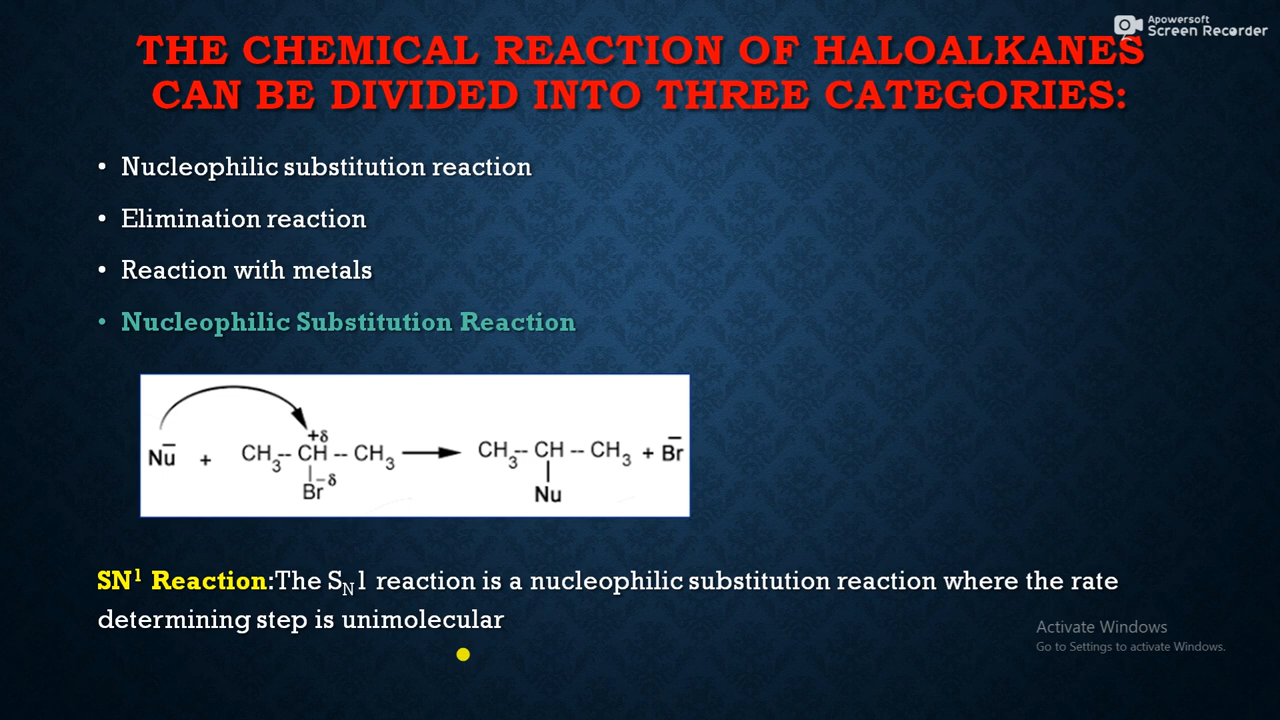 Apowersoft
Screen Recorder
THE CHEMICAL REACTION OF HALOALKANES
CAN BE DIVIDED INTO THREE CATEGORIES:
• Nucleophilic substitution reaction
• Elimination reaction
• Reaction with metals
• Nucleophilic Substitution Reaction
+δ
Nu̅ + CH₃-- CH -- CH₃ ⟶ CH₃-- CH -- CH₃ + B̅r
| -δ |
Br Nu
SN¹ Reaction:The S_N1 reaction is a nucleophilic substitution reaction where the rate
determining step is unimolecular
Activate Windows
Go to Settings to activate Windows.